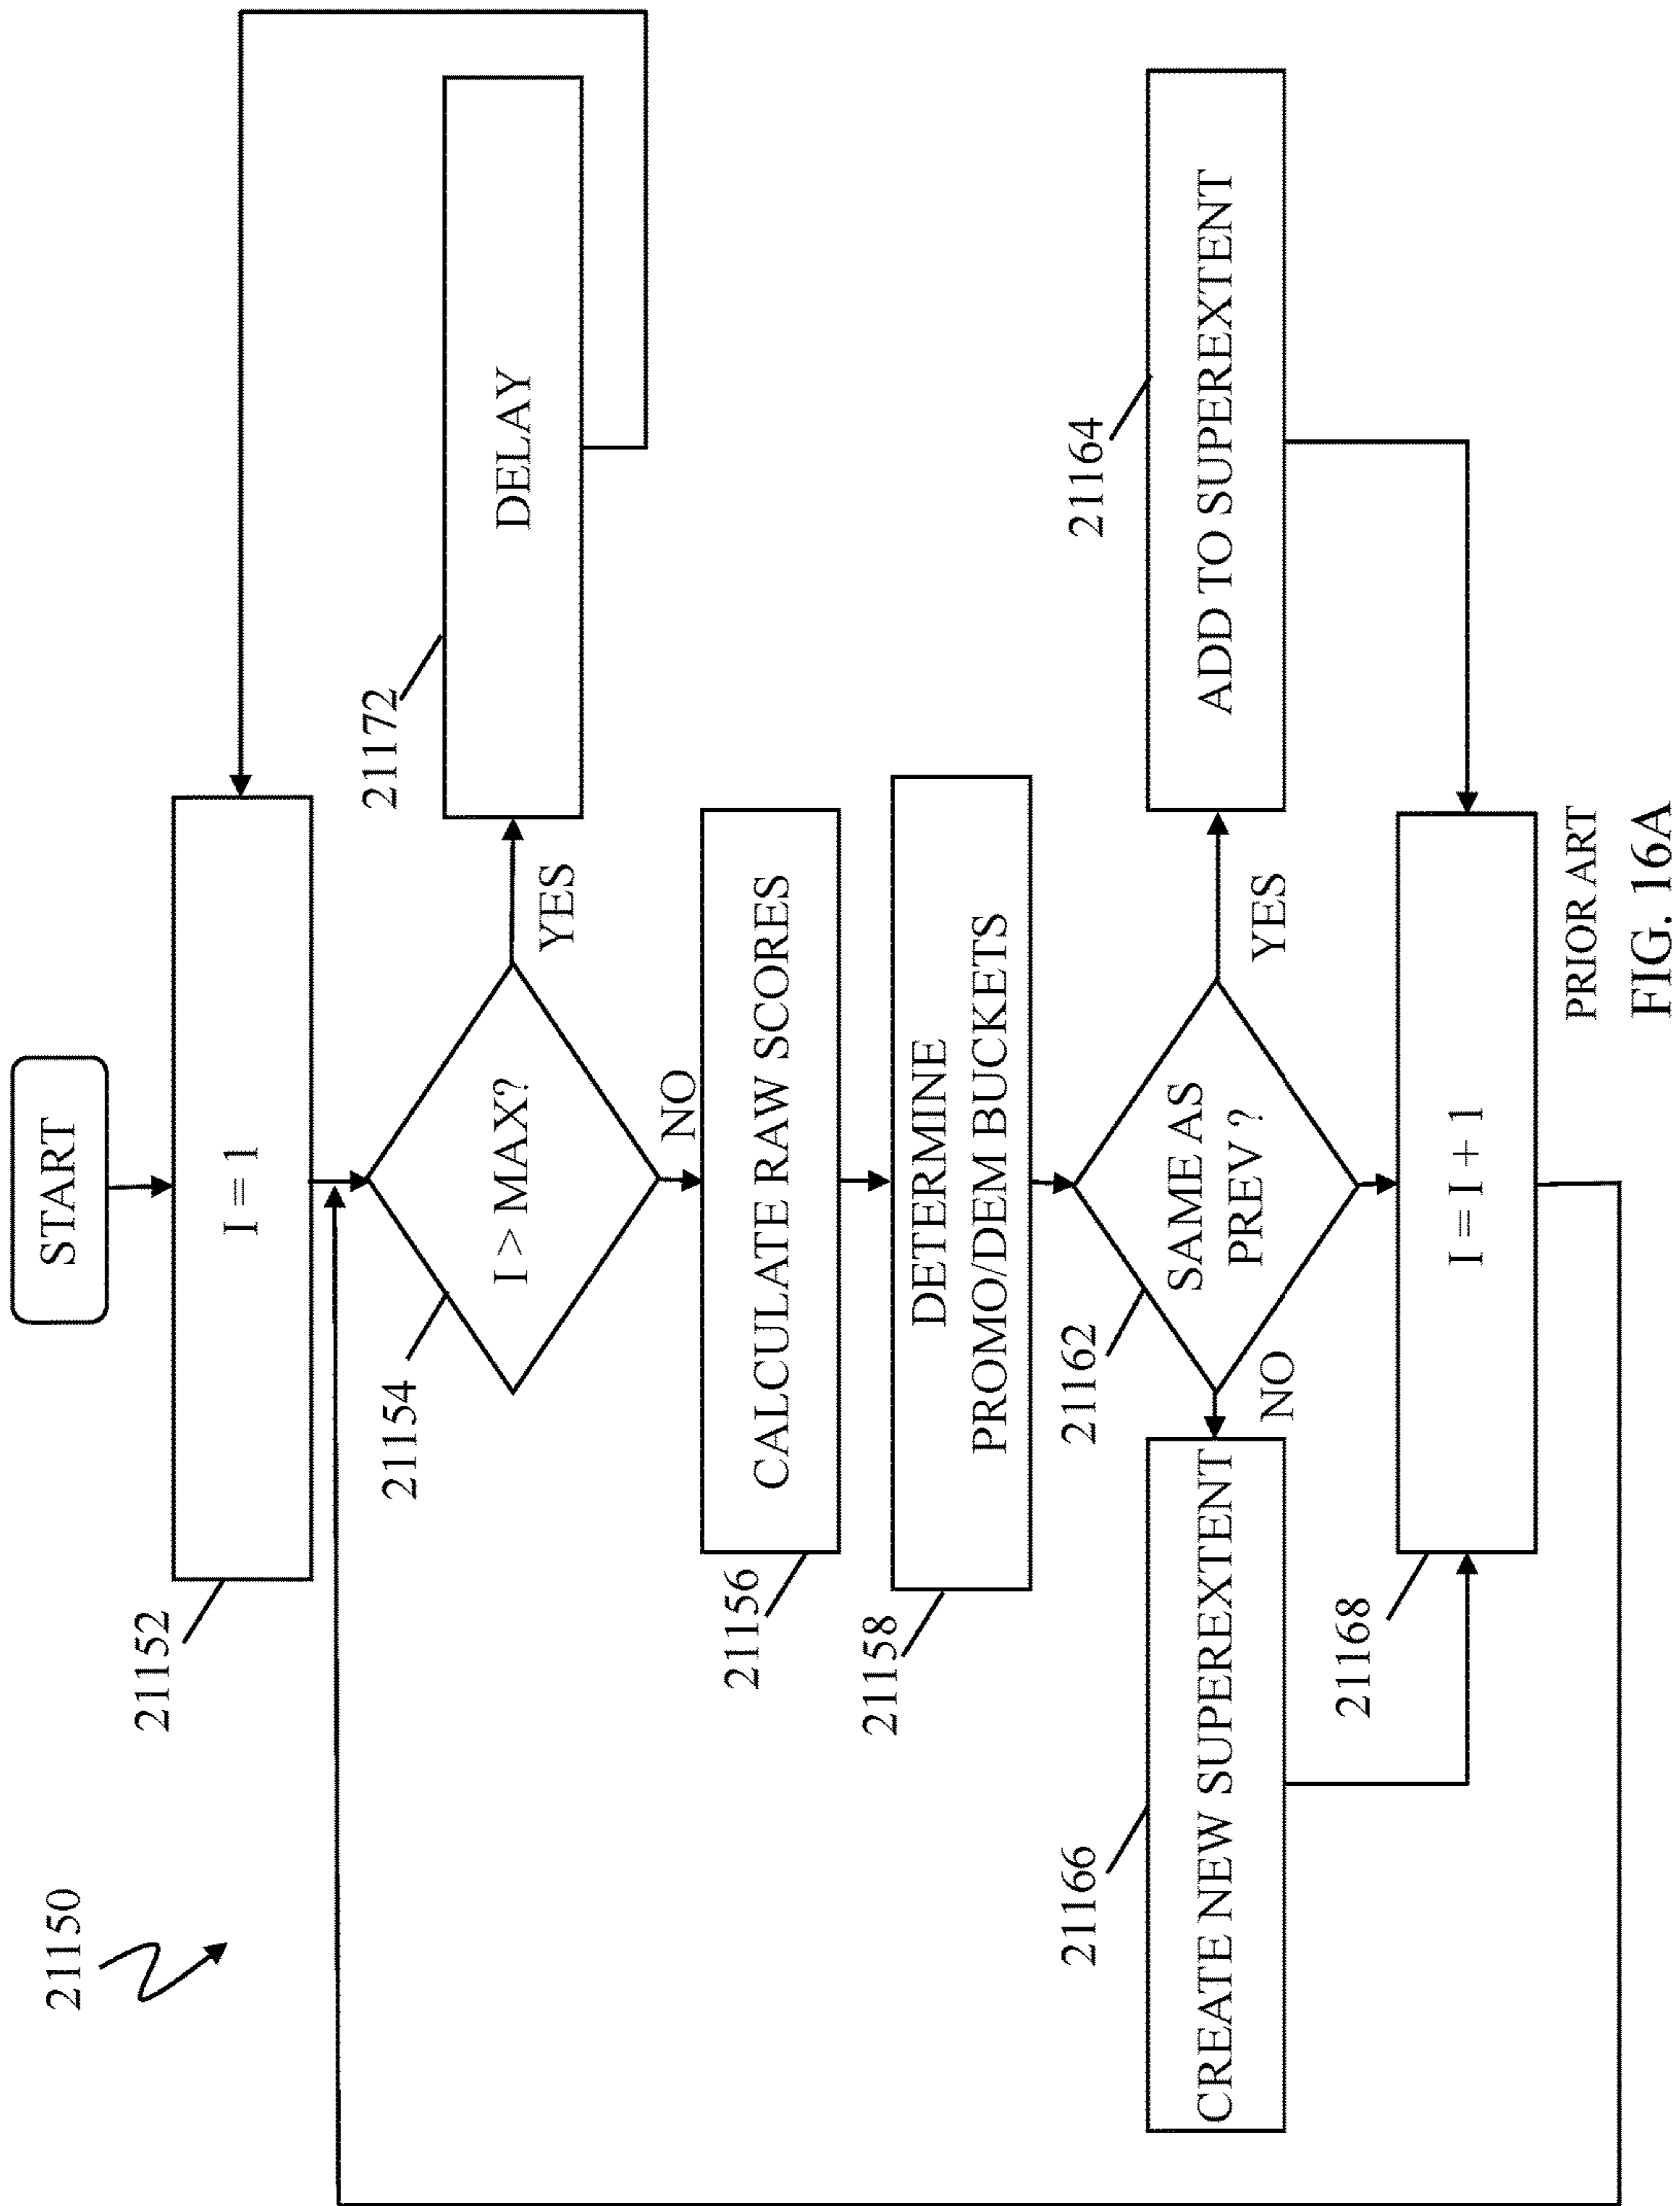 21150
START
21152
I = 1
21154
I > MAX?
YES
21172
DELAY
NO
21156
CALCULATE RAW SCORES
21158
DETERMINE
PROMO/DEM BUCKETS
21162
SAME AS
PREV ?
YES
21164
ADD TO SUPEREXTENT
NO
21166
CREATE NEW SUPEREXTENT
21168
I = I + 1
PRIOR ART
FIG. 16A